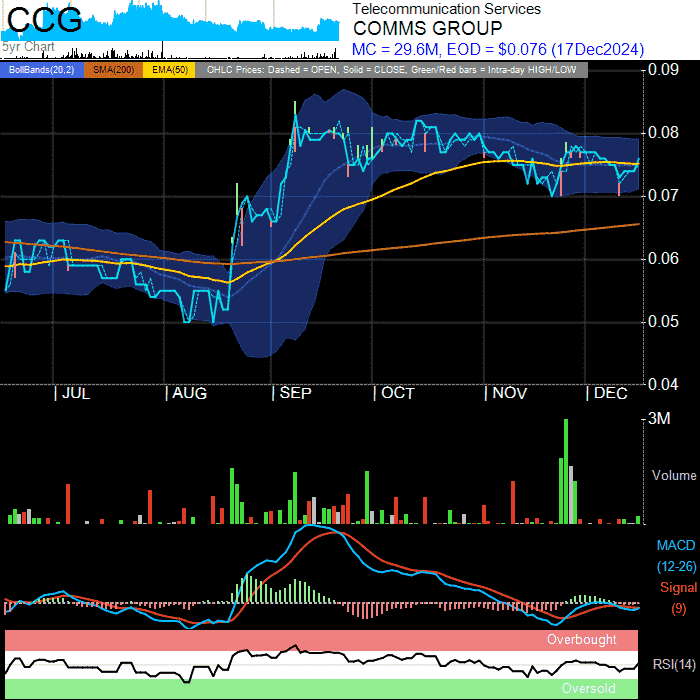 CCG
5yr Chart
Telecommunication Services
COMMS GROUP
MC = 29.6M, EOD = $0.076 (17Dec2024)
BollBands(20,2) SMA(200) EMA(50) OHLC Prices: Dashed = OPEN, Solid = CLOSE, Green/Red bars = Intra-day HIGH/LOW
0.09
0.08
0.07
0.06
0.05
0.04
JUL AUG SEP OCT NOV DEC
3M
Volume
MACD
(12-26)
Signal
(9)
Overbought
RSI(14)
Oversold